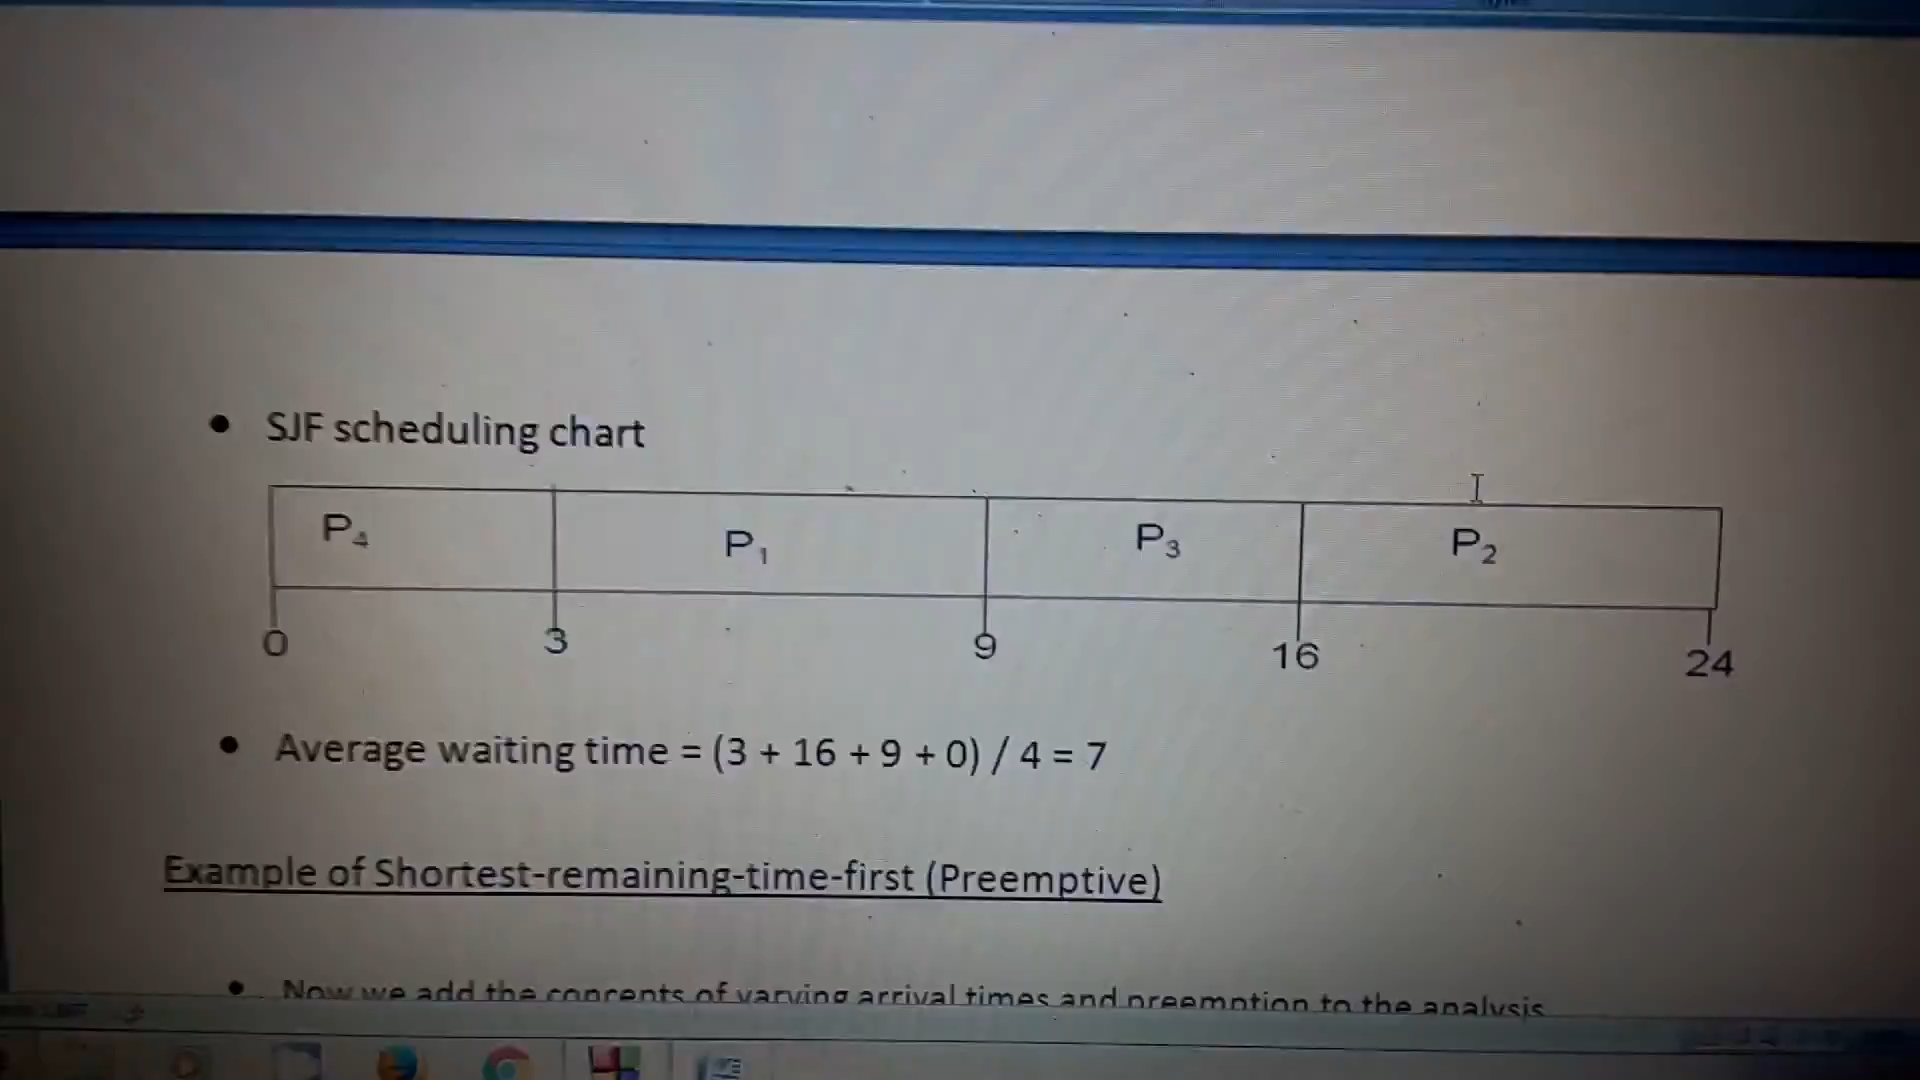 • SJF scheduling chart
P4 P1 P3 P2
0 3 9 16 24
• Average waiting time = (3 + 16 + 9 + 0) / 4 = 7
Example of Shortest-remaining-time-first (Preemptive)
• Now we add the concepts of varying arrival times and preemption to the analysis